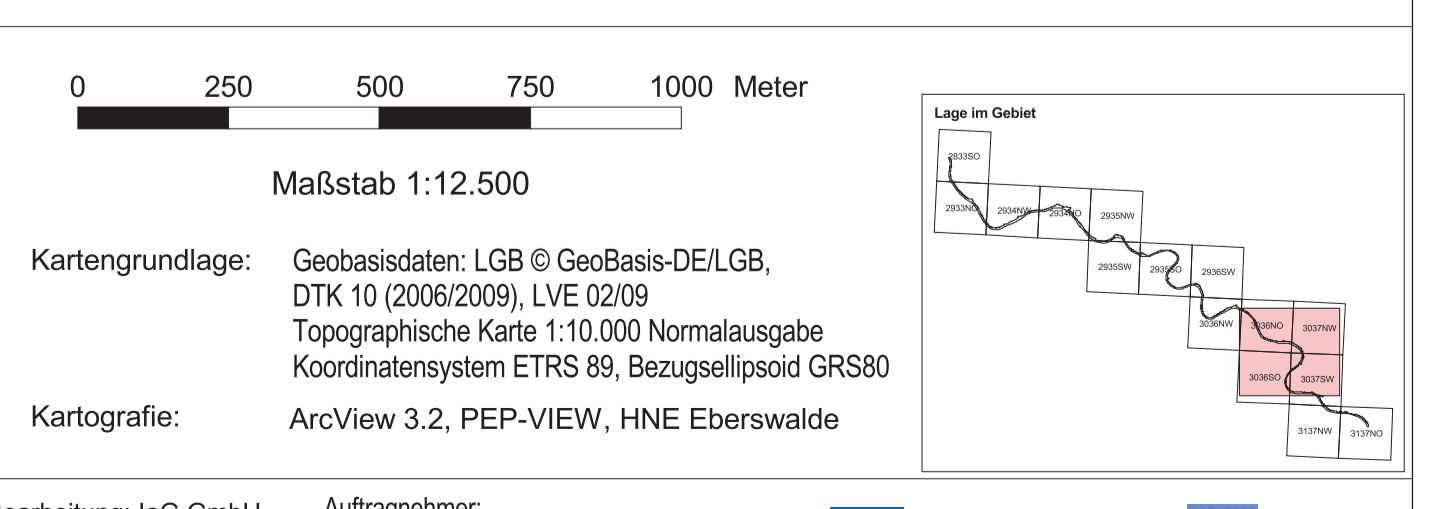 0 250 500 750 1000 Meter
Maßstab 1:12.500
Kartengrundlage: Geobasisdaten: LGB © GeoBasis-DE/LGB,
DTK 10 (2006/2009), LVE 02/09
Topographische Karte 1:10.000 Normalausgabe
Koordinatensystem ETRS 89, Bezugsellipsoid GRS80
Kartografie: ArcView 3.2, PEP-VIEW, HNE Eberswalde
Lage im Gebiet
2833SO
2933NO 2934NW 2934NO 2935NW
2935SW 2935SO 2936SW
3036NW 3036NO 3037NW
3036SO 3037SW
3137NW 3137NO
Auftragnehmer: